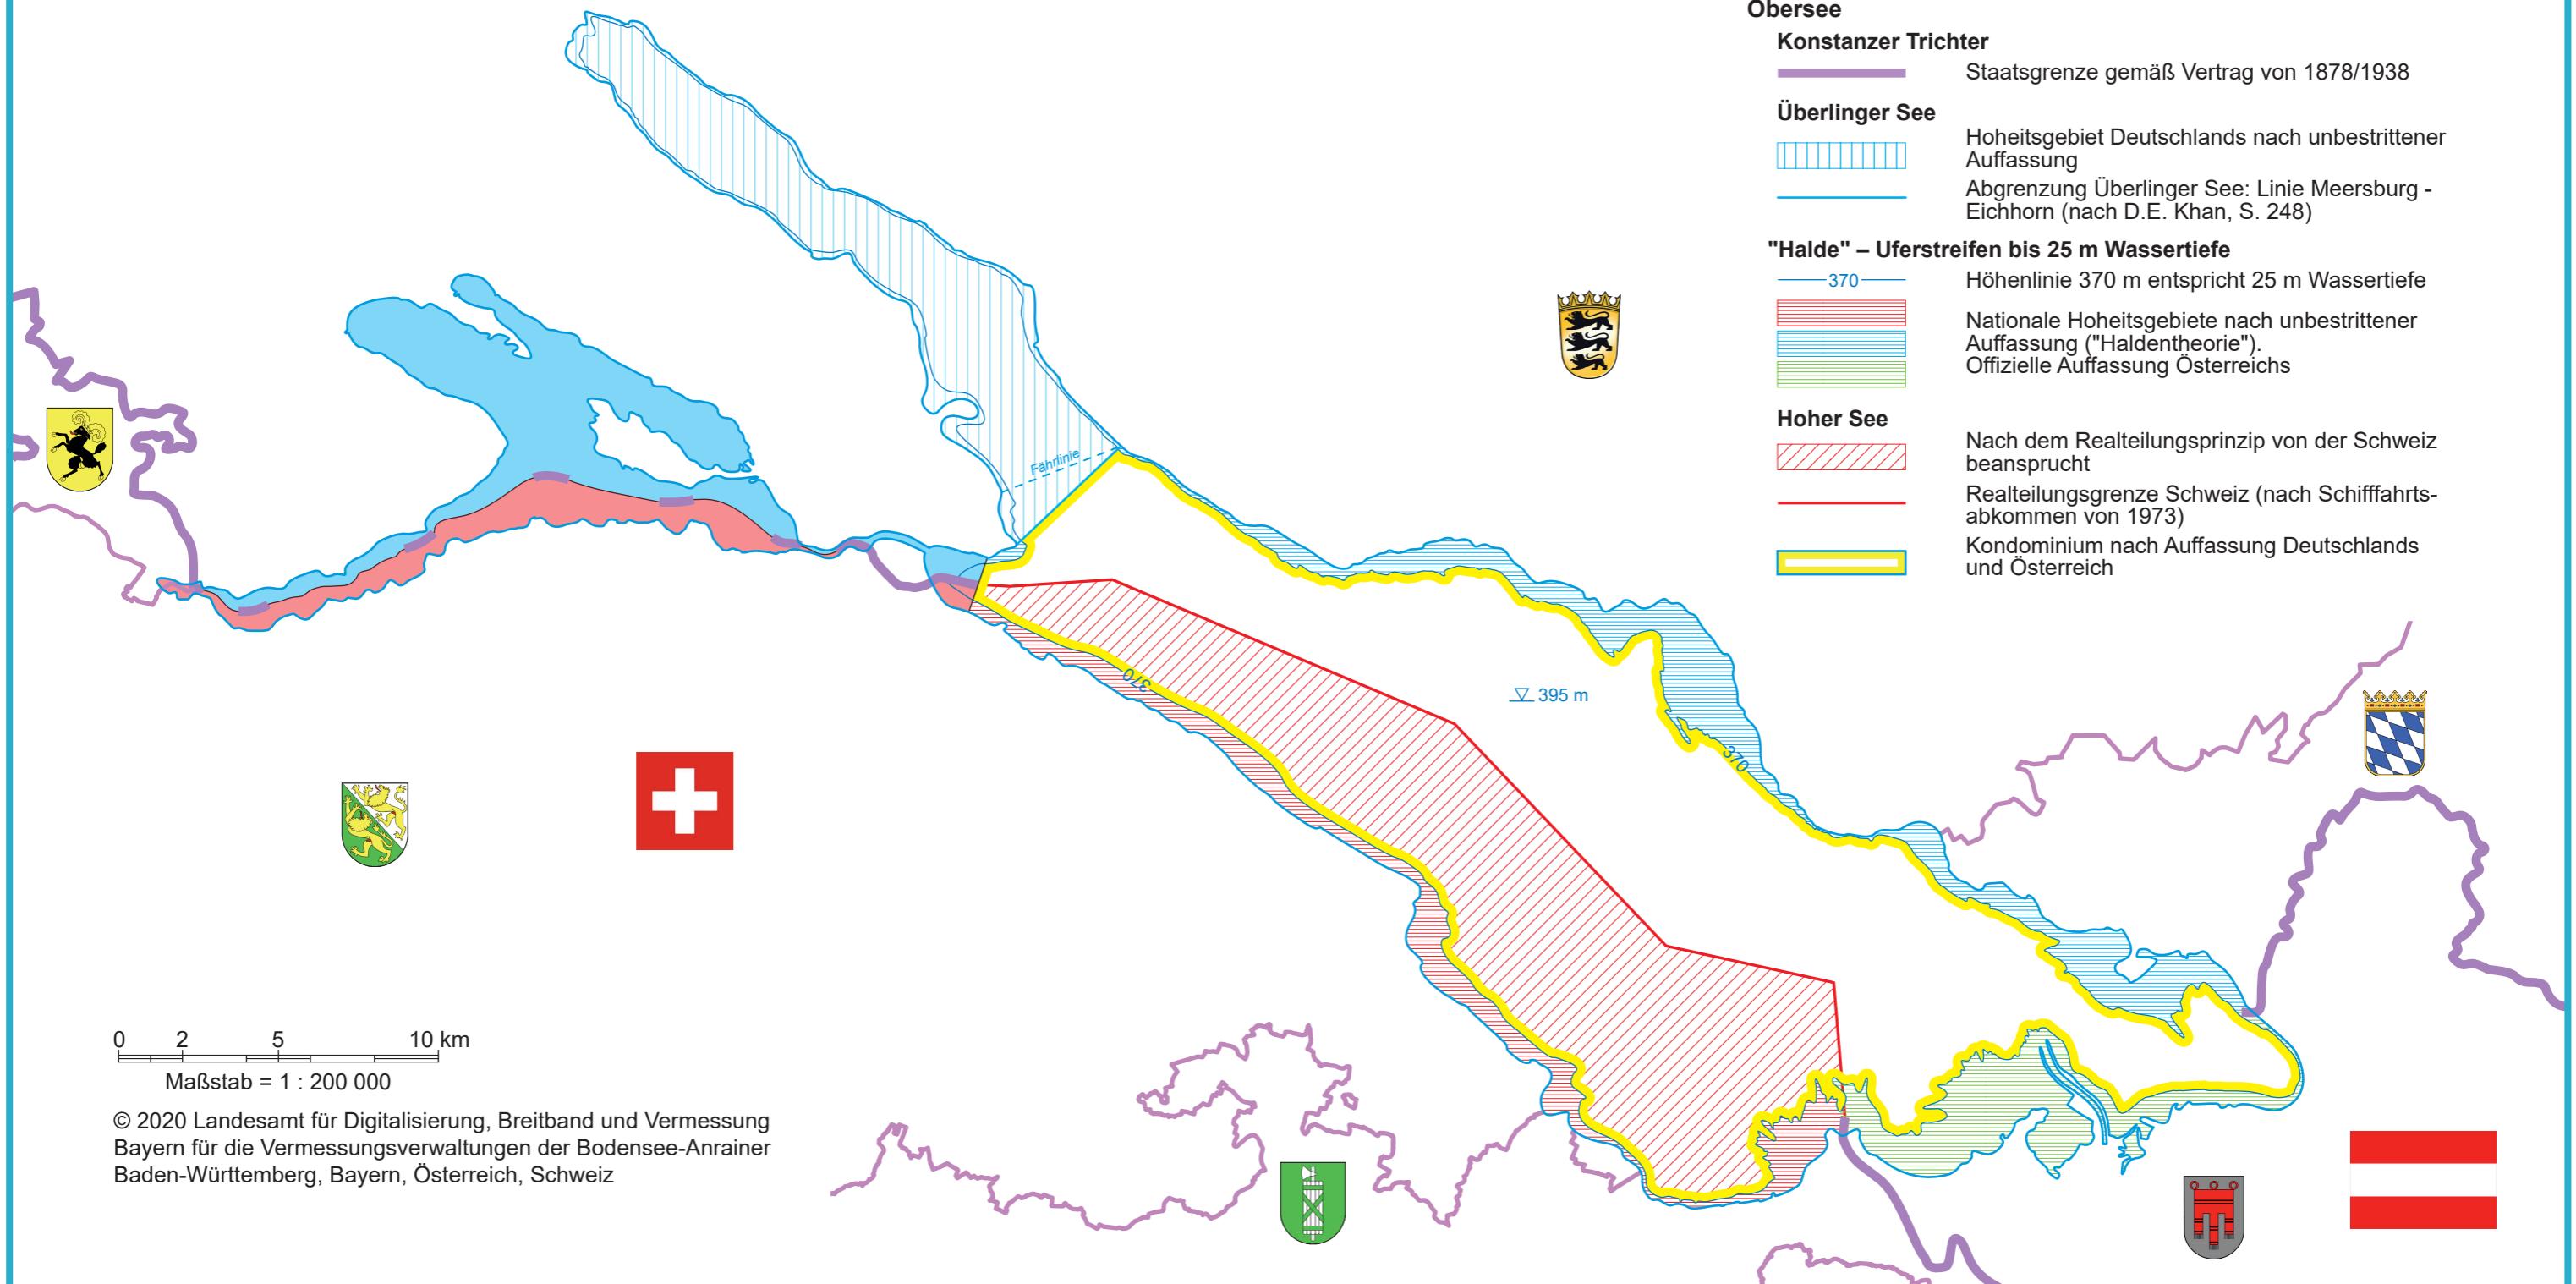 Obersee
Konstanzer Trichter
Staatsgrenze gemäß Vertrag von 1878/1938
Überlinger See
Hoheitsgebiet Deutschlands nach unbestrittener
Auffassung
Abgrenzung Überlinger See: Linie Meersburg -
Eichhorn (nach D.E. Khan, S. 248)
"Halde" – Uferstreifen bis 25 m Wassertiefe
370
Höhenlinie 370 m entspricht 25 m Wassertiefe
Nationale Hoheitsgebiete nach unbestrittener
Auffassung ("Haldentheorie").
Offizielle Auffassung Österreichs
Hoher See
Nach dem Realteilungsprinzip von der Schweiz
beansprucht
Realteilungsgrenze Schweiz (nach Schifffahrts-
abkommen von 1973)
Kondominium nach Auffassung Deutschlands
und Österreich
Fährlinie
370
395 m
370
0 2 5 10 km
Maßstab = 1 : 200 000
© 2020 Landesamt für Digitalisierung, Breitband und Vermessung
Bayern für die Vermessungsverwaltungen der Bodensee-Anrainer
Baden-Württemberg, Bayern, Österreich, Schweiz